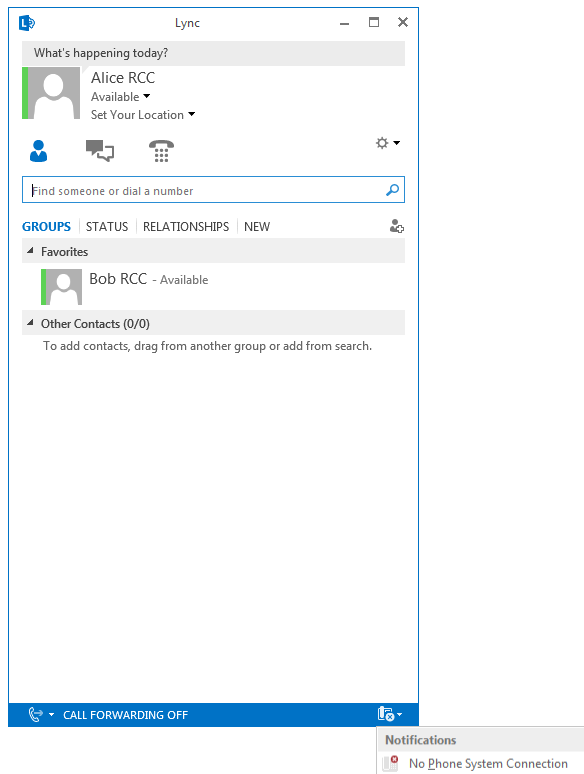 Lync
What's happening today?
Alice RCC
Available
Set Your Location
Find someone or dial a number
GROUPS STATUS RELATIONSHIPS NEW
Favorites
Bob RCC - Available
Other Contacts (0/0)
To add contacts, drag from another group or add from search.
CALL FORWARDING OFF
Notifications
No Phone System Connection